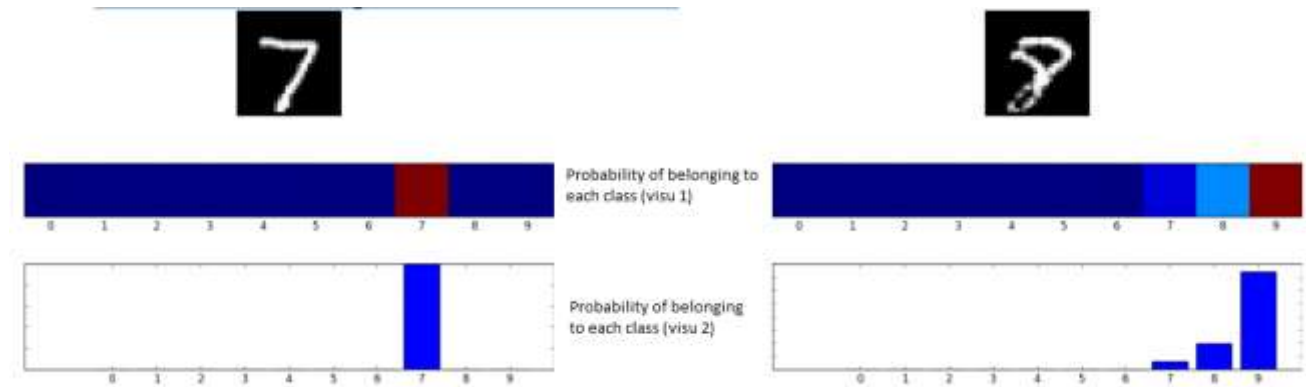 7
8
Probability of belonging to
each class (visu 1)
0 1 2 3 4 5 6 7 8 9
0 1 2 3 4 5 6 7 8 9
Probability of belonging
to each class (visu 2)
0 1 2 3 4 5 6 7 8 9
0 1 2 3 4 5 6 7 8 9